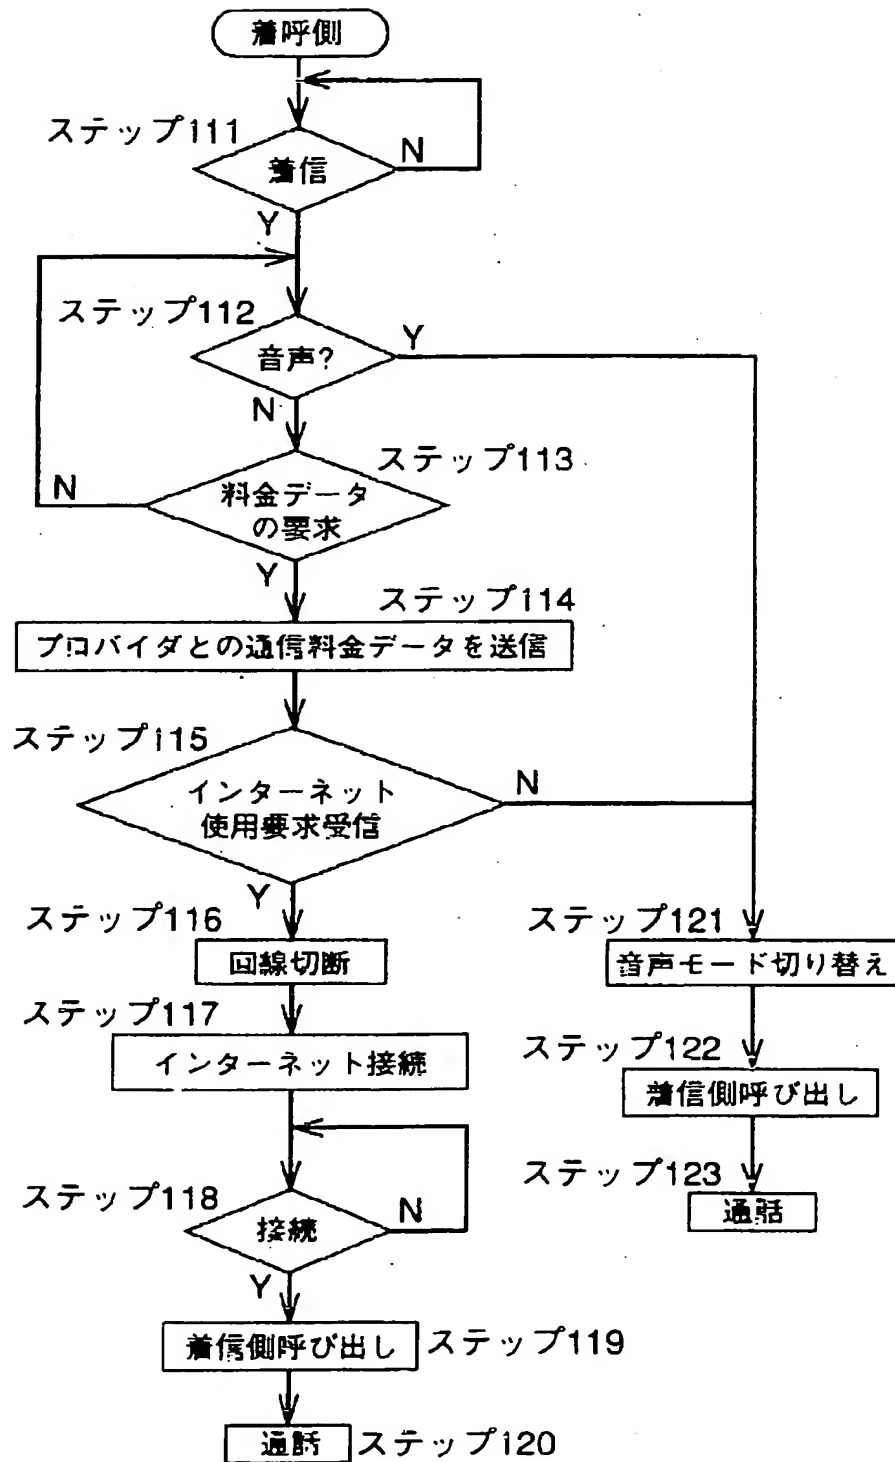 着呼側
ステップ111
着信
N
Y
ステップ112
音声?
Y
N
ステップ113
料金データ
の要求
N
Y
ステップ114
プロバイダとの通信料金データを送信
ステップ115
インターネット
使用要求受信
N
Y
ステップ116
回線切断
ステップ121
音声モード切り替え
ステップ117
インターネット接続
ステップ122
着信側呼び出し
ステップ118
接続
N
Y
ステップ123
通話
着信側呼び出し
ステップ119
通話
ステップ120